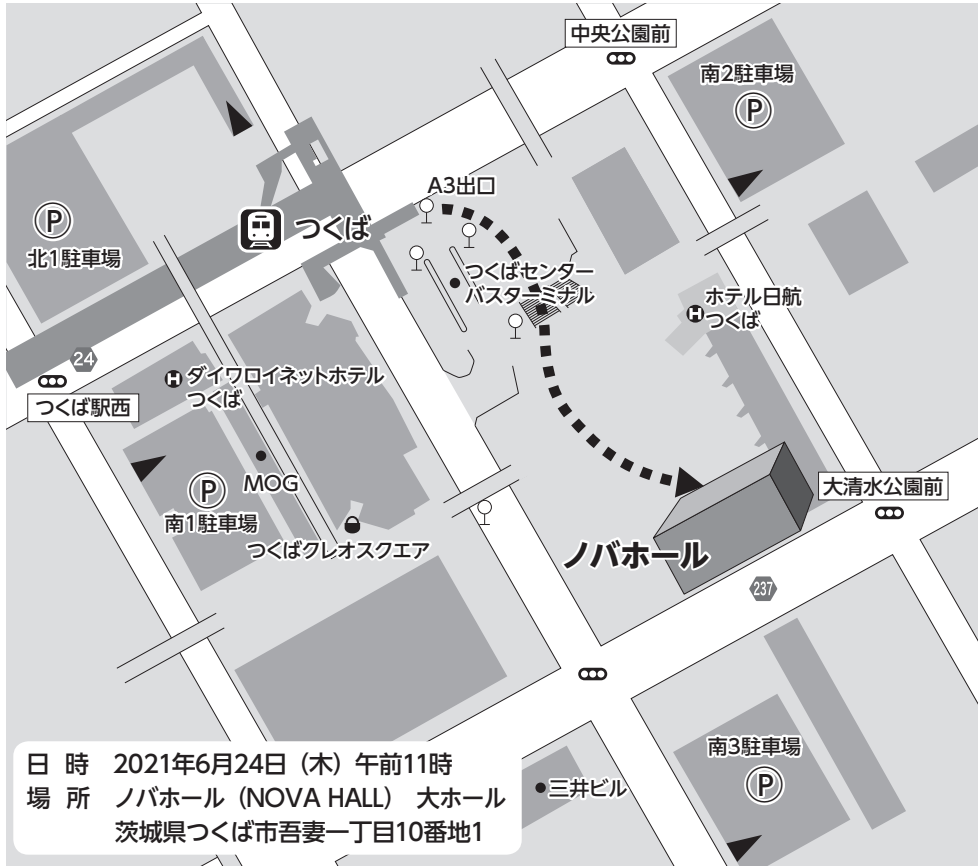 中央公園前
南2駐車場
P
A3出口
P
つくば
北1駐車場
つくばセンター
バスターミナル
H
ホテル日航
つくば
24
H
ダイワロイネットホテル
つくば
つくば駅西
MOG
P
南1駐車場
大清水公園前
つくばクレオスクエア
ノバホール
237
南3駐車場
P
三井ビル
日 時 2021年6月24日（木）午前11時
場 所 ノバホール（NOVA HALL） 大ホール
茨城県つくば市吾妻一丁目10番地1